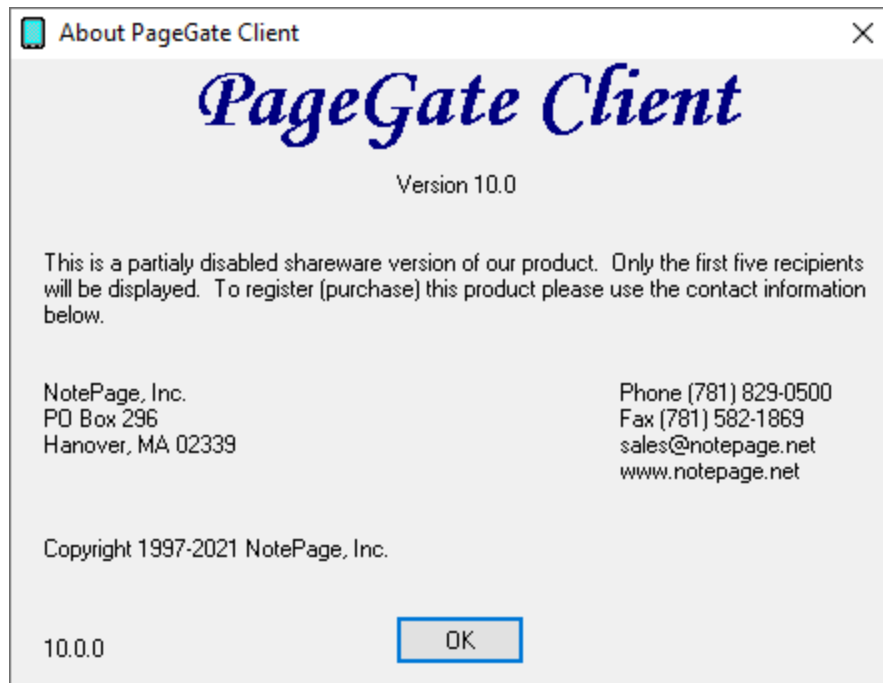 About PageGate Client
PageGate Client
Version 10.0
This is a partialy disabled shareware version of our product.  Only the first five recipients
will be displayed.  To register (purchase) this product please use the contact information
below.
NotePage, Inc.
PO Box 296
Hanover, MA 02339
Phone (781) 829-0500
Fax (781) 582-1869
sales@notepage.net
www.notepage.net
Copyright 1997-2021 NotePage, Inc.
10.0.0
OK